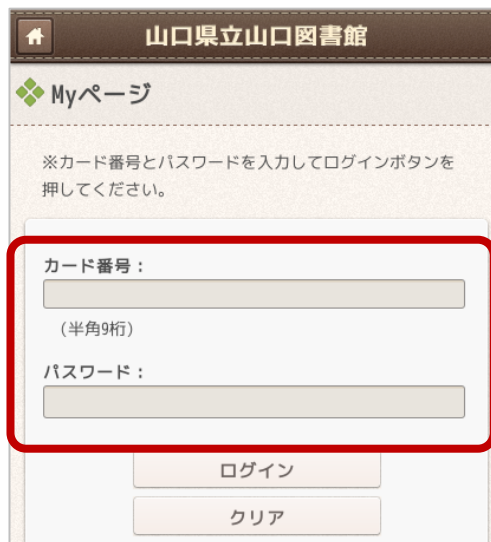 山口県立山口図書館
Myページ
※カード番号とパスワードを入力してログインボタンを
押してください。
カード番号：
(半角9桁)
パスワード：
ログイン
クリア